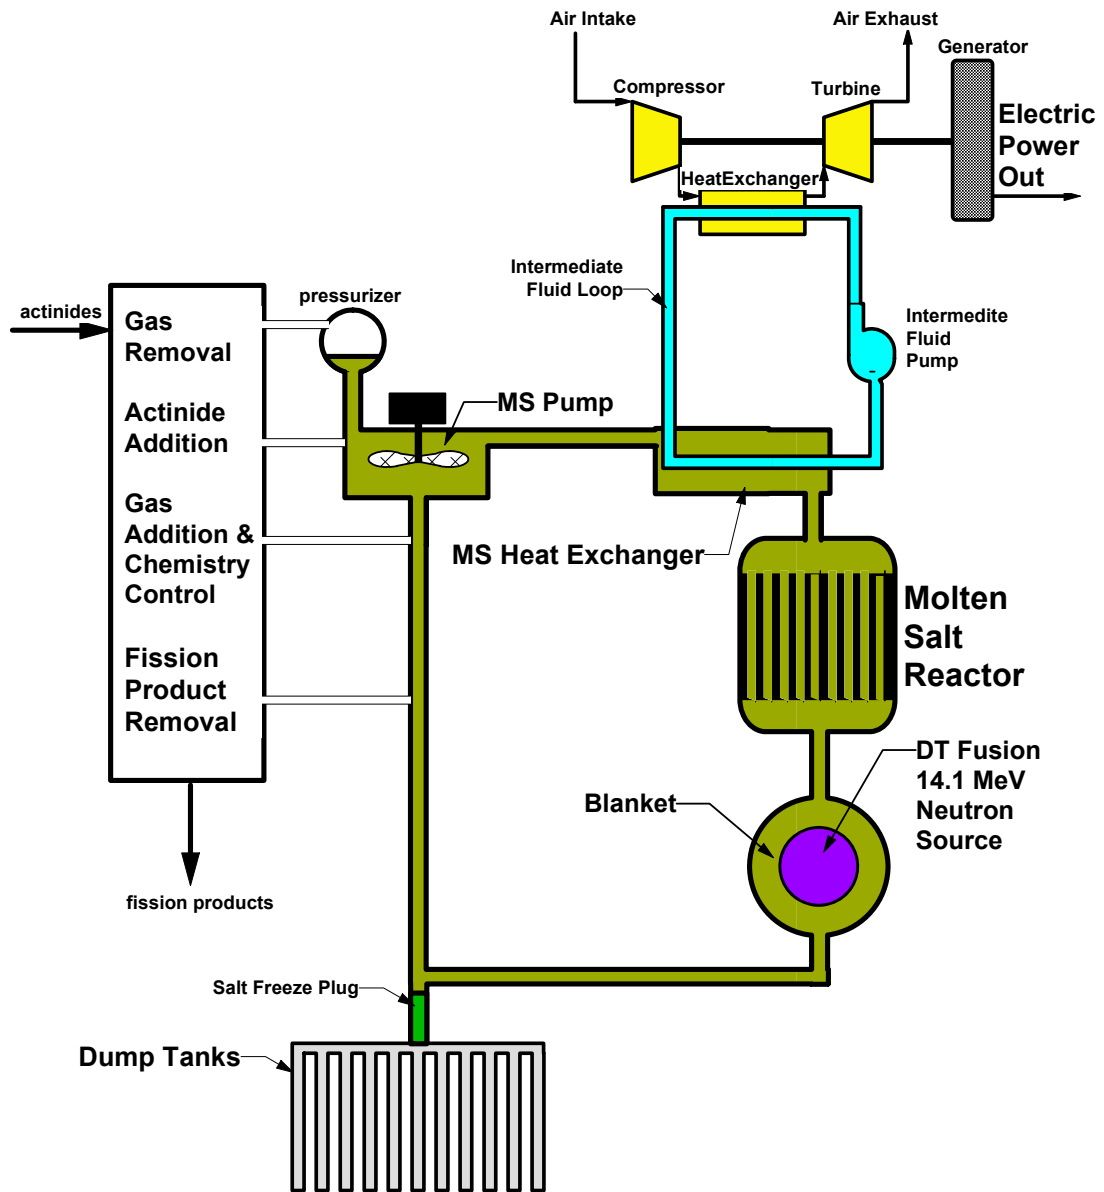 Air Intake
Air Exhaust
Generator
Compressor
Turbine
Electric
Power
Out
HeatExchanger
Intermediate
Fluid Loop
Intermedite
Fluid
Pump
actinides
pressurizer
Gas
Removal
Actinide
Addition
Gas
Addition &
Chemistry
Control
Fission
Product
Removal
MS Pump
MS Heat Exchanger
Molten
Salt
Reactor
DT Fusion
14.1 MeV
Neutron
Source
Blanket
fission products
Salt Freeze Plug
Dump Tanks